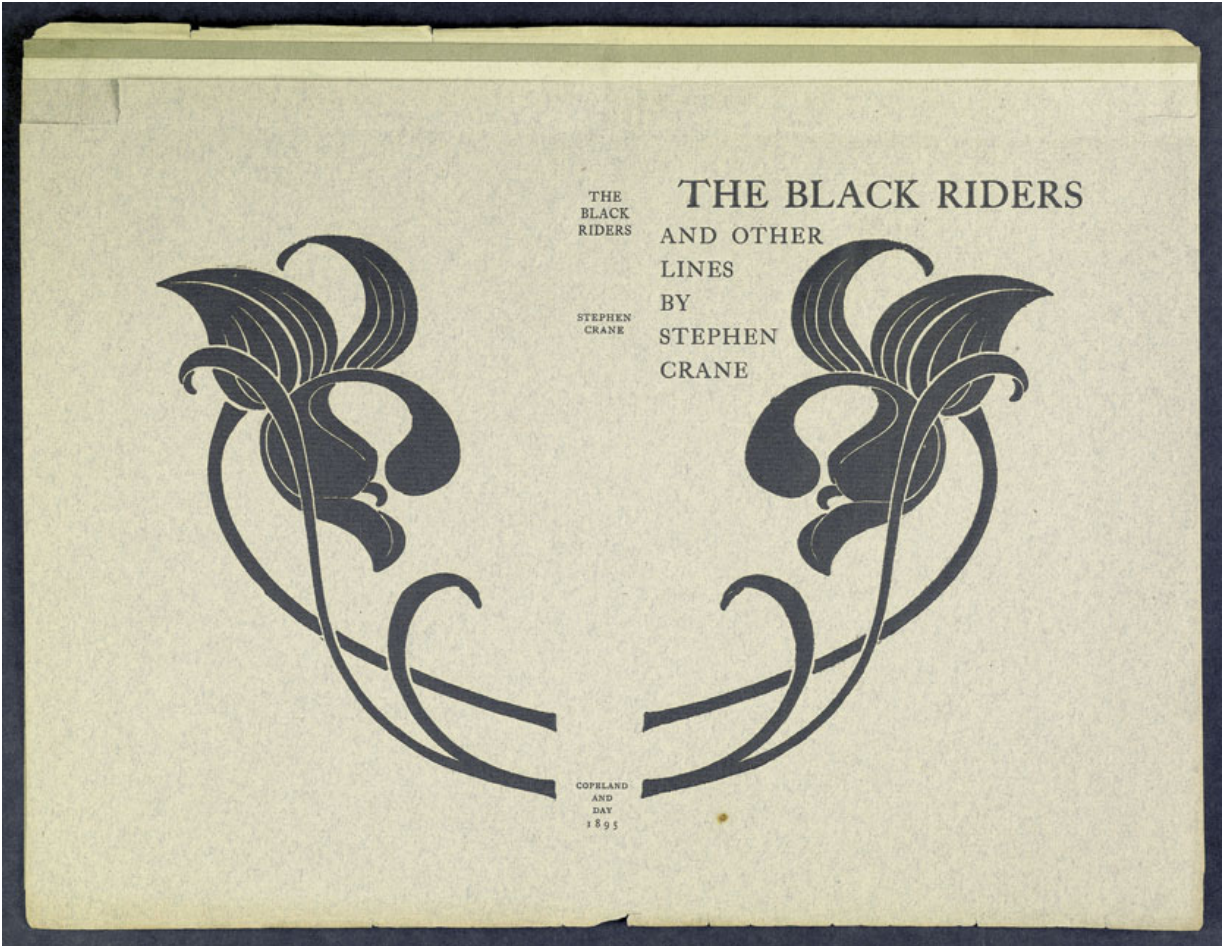 THE
BLACK
RIDERS
STEPHEN
CRANE
COPELAND
AND
DAY
1895
THE BLACK RIDERS
AND OTHER
LINES
BY
STEPHEN
CRANE